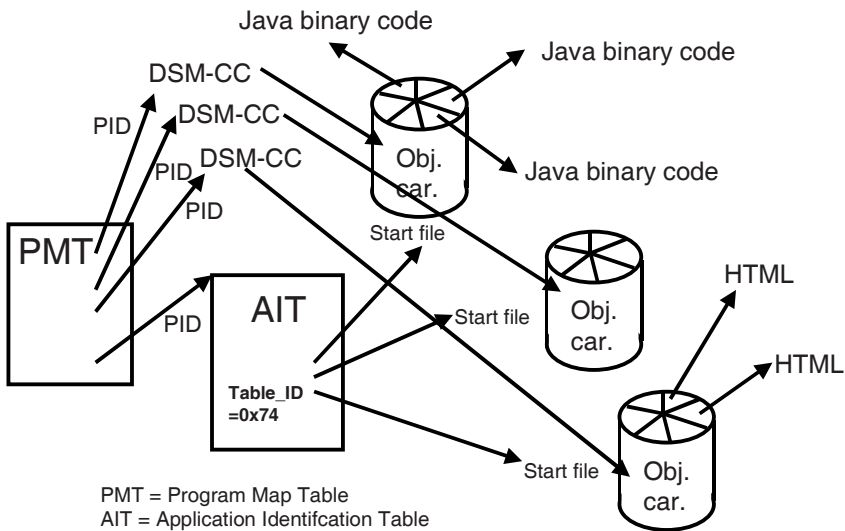 Java binary code
DSM-CC
Java binary code
DSM-CC
PID
DSM-CC
Obj.
car.
PID
Java binary code
PID
Start file
PMT
HTML
AIT
PID
Start file
Obj.
car.
HTML
Table_ID
=0x74
Start file
Obj.
car.
PMT = Program Map Table
AIT = Application Identifcation Table